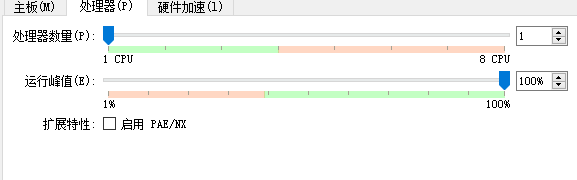 主板(M) 处理器(P) 硬件加速(l)
处理器数量(P): 1
1 CPU 8 CPU
运行峰值(E): 100%
1% 100%
扩展特性: 启用 PAE/NX